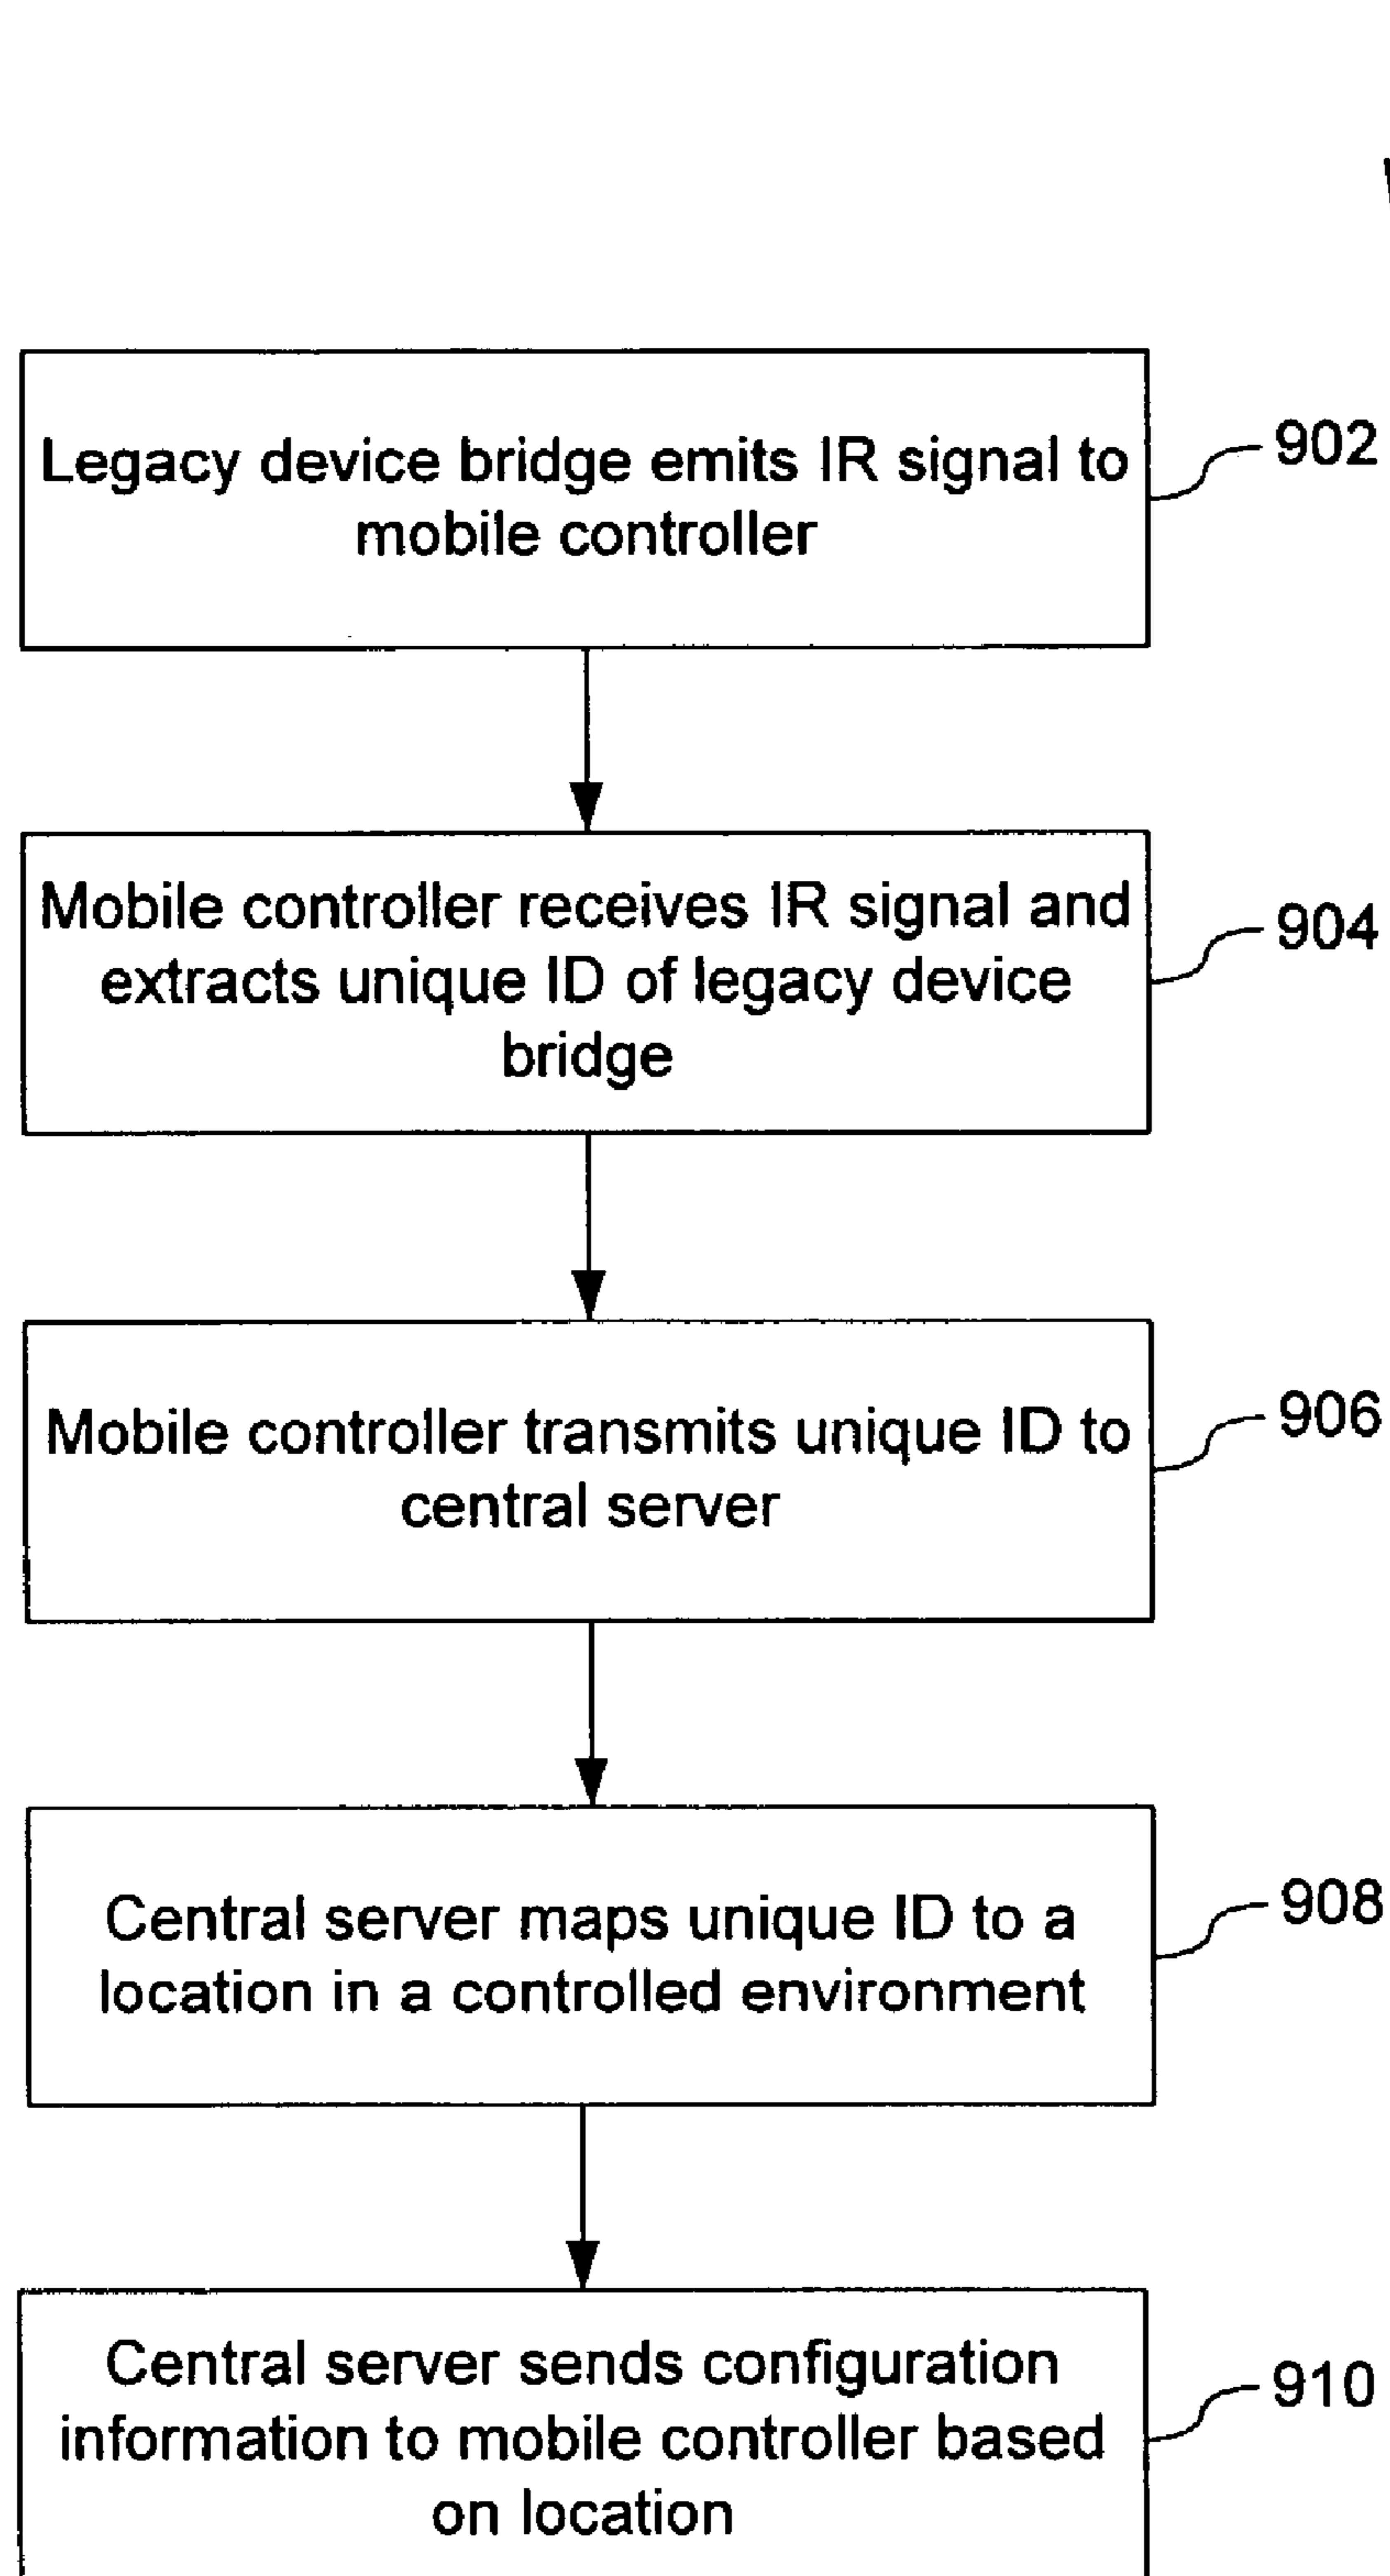 Legacy device bridge emits IR signal to
mobile controller
902
Mobile controller receives IR signal and
extracts unique ID of legacy device
bridge
904
Mobile controller transmits unique ID to
central server
906
Central server maps unique ID to a
location in a controlled environment
908
Central server sends configuration
information to mobile controller based
on location
910